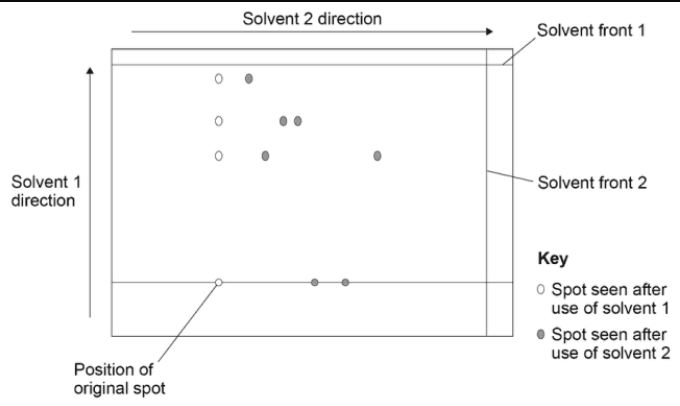 Solvent 2 direction
Solvent front 1
Solvent 1
direction
Solvent front 2
Key
Spot seen after
use of solvent 1
Spot seen after
use of solvent 2
Position of
original spot